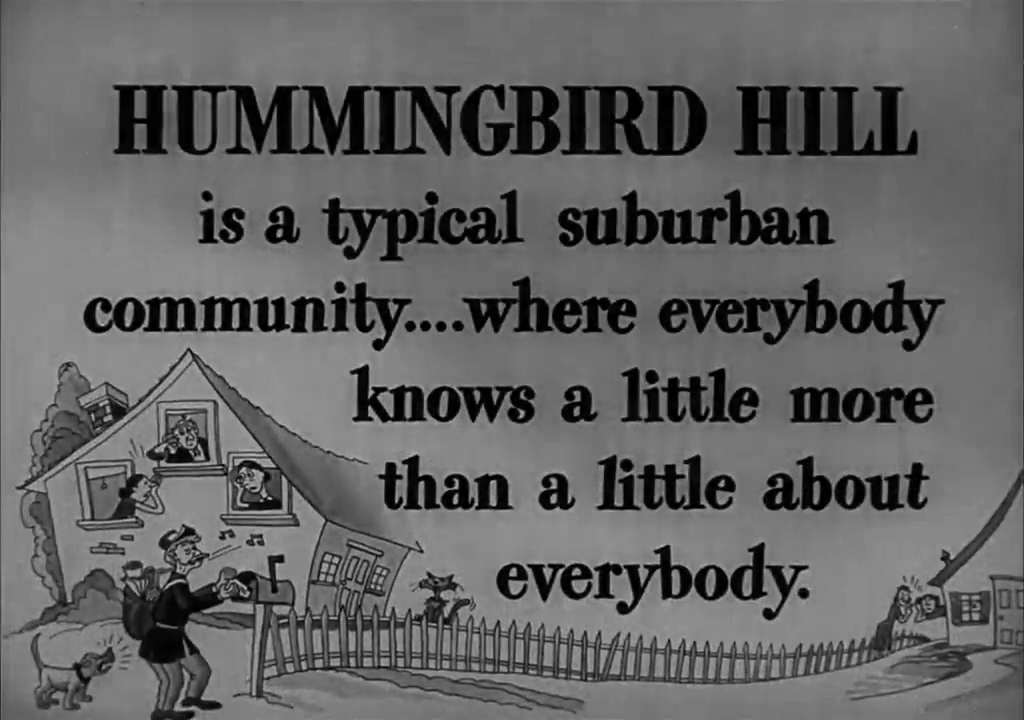 HUMMINGBIRD HILL
is a typical suburban
community....where everybody
knows a little more
than a little about
everybody.